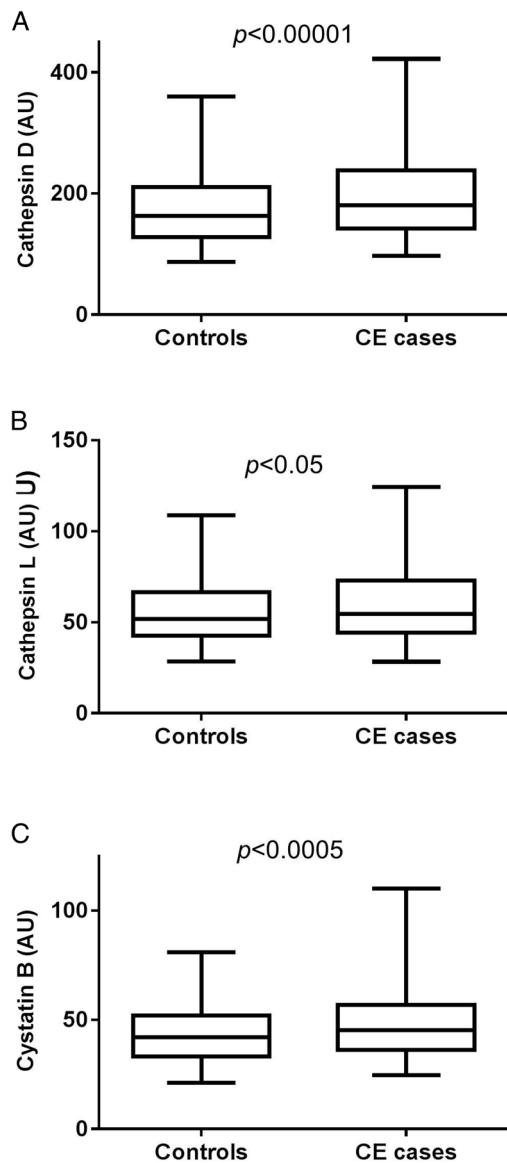 A
p<0.00001
Cathepsin D (AU)
400
200
0
Controls CE cases
B
p<0.05
Cathepsin L (AU) U)
150
100
50
0
Controls CE cases
C
p<0.0005
Cystatin B (AU)
100
50
0
Controls CE cases